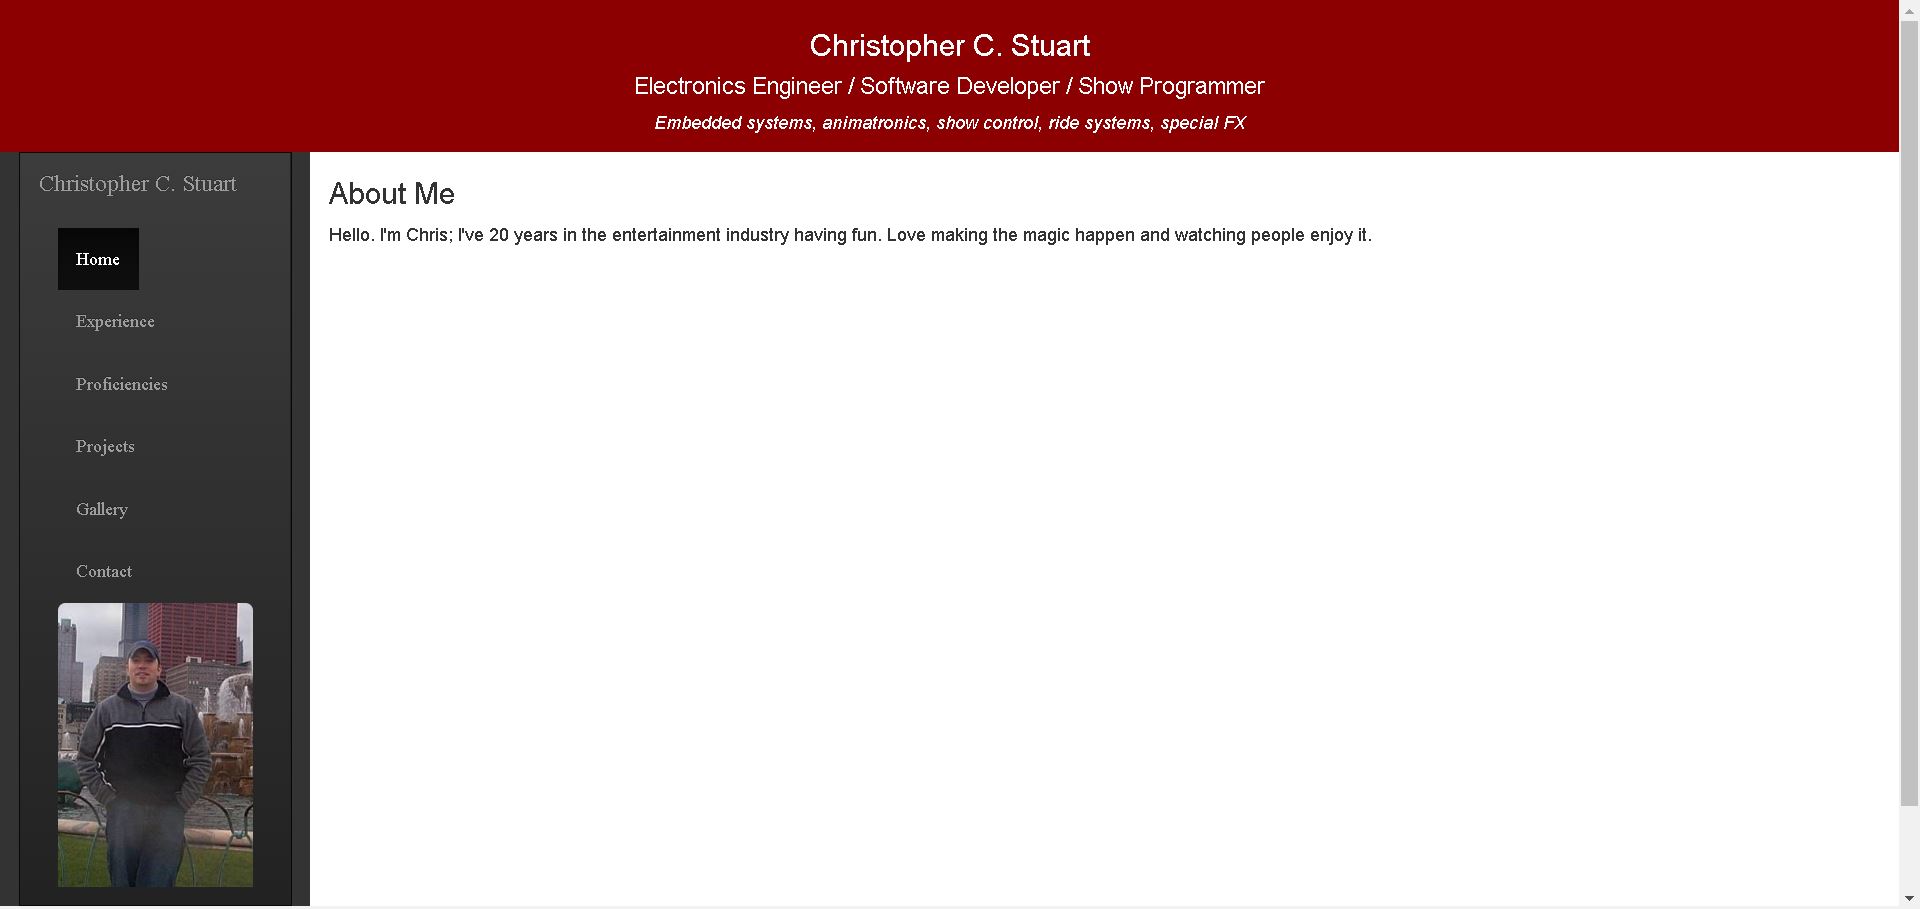 Christopher C. Stuart
Electronics Engineer / Software Developer / Show Programmer
Embedded systems, animatronics, show control, ride systems, special FX
Christopher C. Stuart
Home
Experience
Proficiencies
Projects
Gallery
Contact
About Me
Hello. I'm Chris; I've 20 years in the entertainment industry having fun. Love making the magic happen and watching people enjoy it.